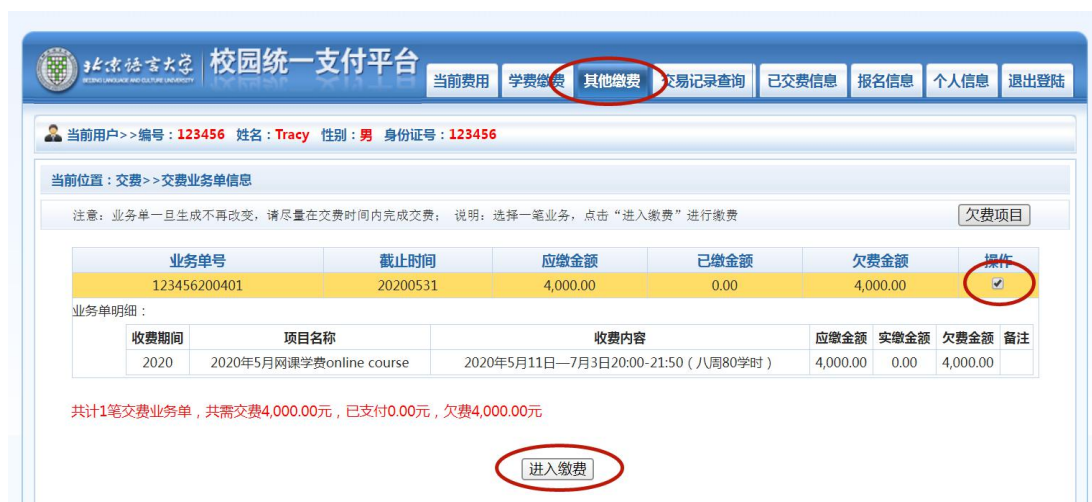 北京语言大学 校园统一支付平台
BEIJING LANGUAGE AND CULTURE UNIVERSITY
当前费用 学费缴费 其他缴费 交易记录查询 已交费信息 报名信息 个人信息 退出登陆
当前用户>>编号：123456 姓名：Tracy 性别：男 身份证号：123456
当前位置：交费>>交费业务单信息
注意：业务单一旦生成不再改变，请尽量在交费时间内完成交费； 说明：选择一笔业务，点击“进入缴费”进行缴费 欠费项目
业务单号 截止时间 应缴金额 已缴金额 欠费金额 操作
123456200401 20200531 4,000.00 0.00 4,000.00
业务单明细：
收费期间 项目名称 收费内容 应缴金额 实缴金额 欠费金额 备注
2020 2020年5月网课学费online course 2020年5月11日—7月3日20:00-21:50（八周80学时） 4,000.00 0.00 4,000.00
共计1笔交费业务单，共需交费4,000.00元，已支付0.00元，欠费4,000.00元
进入缴费